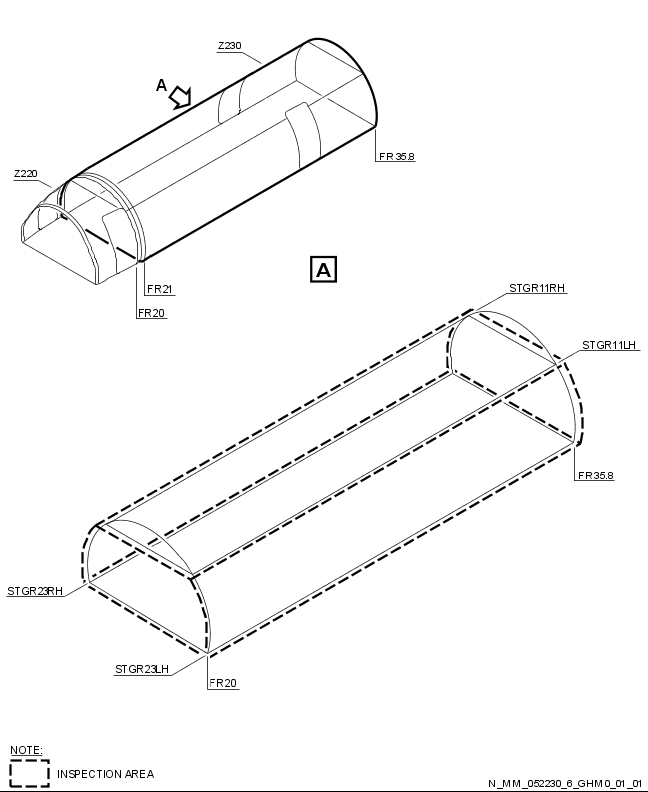 Z230
A
FR35.8
Z220
FR21
FR20
A
STGR11RH
STGR11LH
FR35.8
STGR23RH
STGR23LH
FR20
NOTE:
INSPECTION AREA
N_MM_052230_6_GHM0_01_01